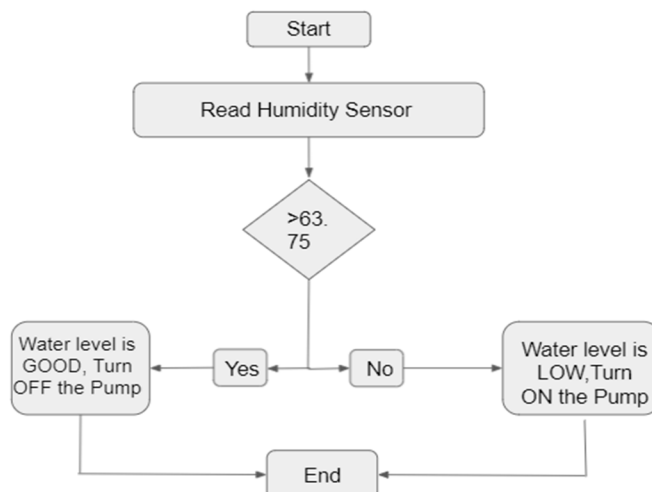 Start
Read Humidity Sensor
>63.
75
Water level is
GOOD, Turn
OFF the Pump
Yes
No
Water level is
LOW,Turn
ON the Pump
End